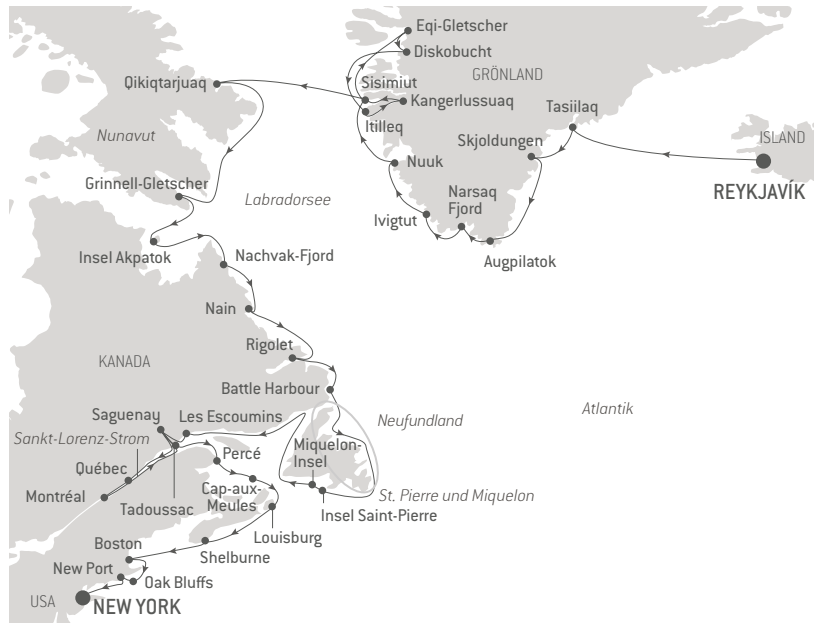 Eqi-Gletscher
Diskobucht
GRÖNLAND
Qikiqtarjuaq
Sisimiut
Kangerlussuaq
Tasiilaq
Itilleq
Nunavut
Skjoldungen
ISLAND
Nuuk
REYKJAVÍK
Grinnell-Gletscher
Narsaq
Fjord
Labradorsee
Ivigtut
Insel Akpatok
Nachvak-Fjord
Augpilatok
Nain
Rigolet
KANADA
Battle Harbour
Saguenay
Les Escoumins
Neufundland
Atlantik
Sankt-Lorenz-Strom
Miquelon-
Insel
Percé
Québec
Cap-aux-
Meules
Montréal
St. Pierre und Miquelon
Tadoussac
Insel Saint-Pierre
Louisburg
Boston
Shelburne
New Port
Oak Bluffs
USA
NEW YORK